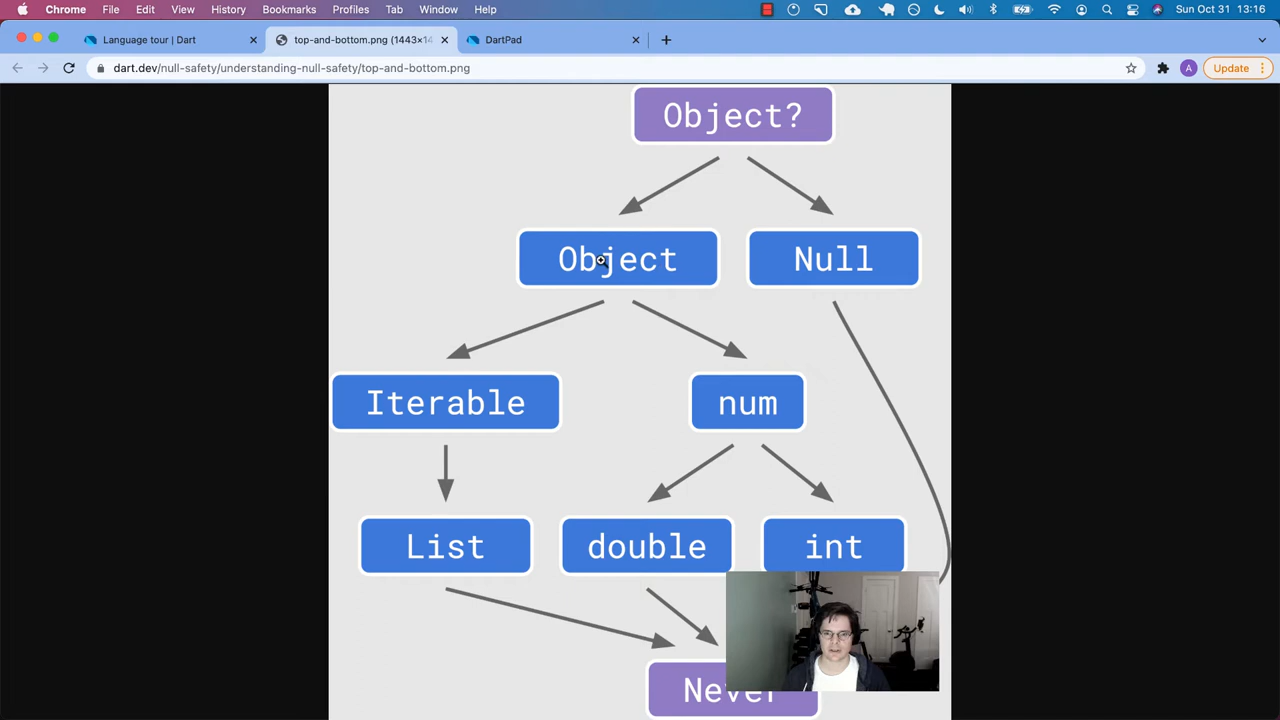 Chrome File Edit View History Bookmarks Profiles Tab Window Help Sun Oct 31 13:16
Language tour | Dart top-and-bottom.png (1443×14 DartPad
dart.dev/null-safety/understanding-null-safety/top-and-bottom.png A Update
Object?
Object Null
Iterable num
List double int
Never